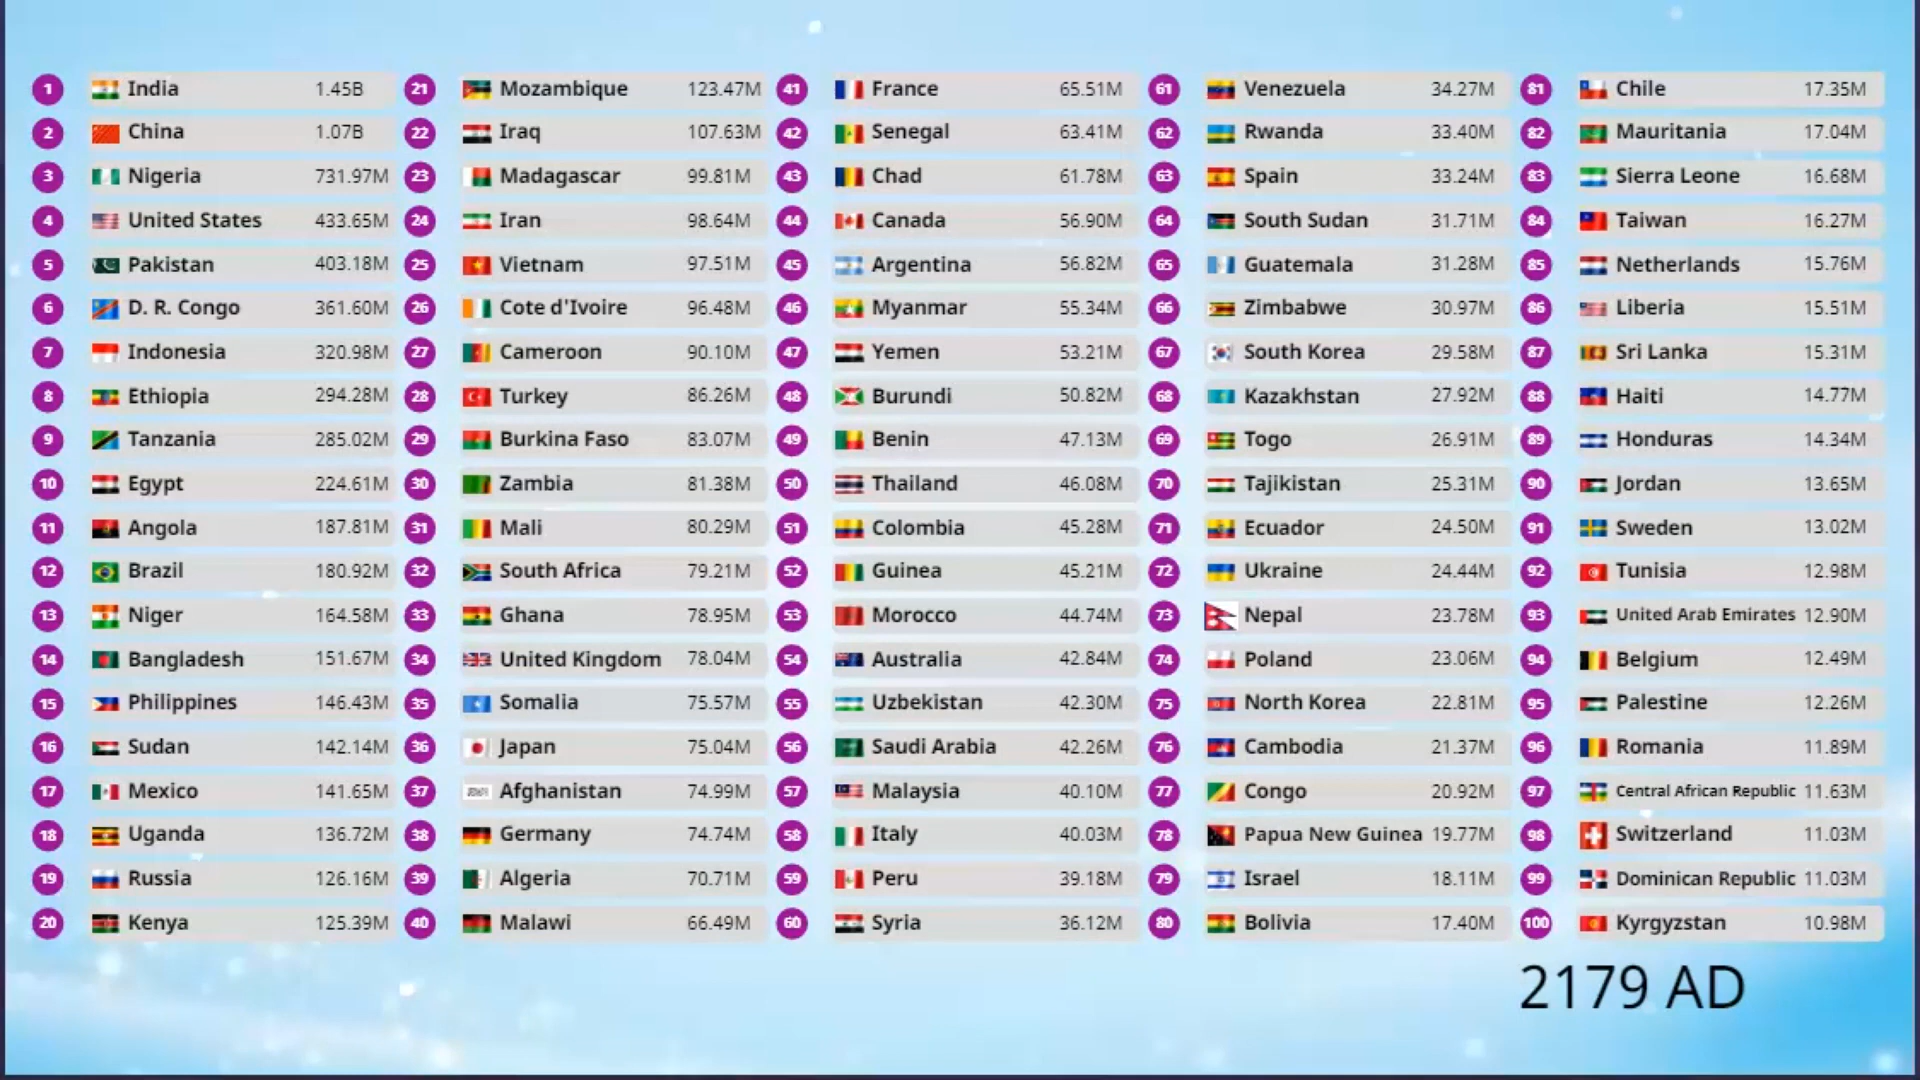 1 India 1.45B
2 China 1.07B
3 Nigeria 731.97M
4 United States 433.65M
5 Pakistan 403.18M
6 D. R. Congo 361.60M
7 Indonesia 320.98M
8 Ethiopia 294.28M
9 Tanzania 285.02M
10 Egypt 224.61M
11 Angola 187.81M
12 Brazil 180.92M
13 Niger 164.58M
14 Bangladesh 151.67M
15 Philippines 146.43M
16 Sudan 142.14M
17 Mexico 141.65M
18 Uganda 136.72M
19 Russia 126.16M
20 Kenya 125.39M
21 Mozambique 123.47M
22 Iraq 107.63M
23 Madagascar 99.81M
24 Iran 98.64M
25 Vietnam 97.51M
26 Cote d'Ivoire 96.48M
27 Cameroon 90.10M
28 Turkey 86.26M
29 Burkina Faso 83.07M
30 Zambia 81.38M
31 Mali 80.29M
32 South Africa 79.21M
33 Ghana 78.95M
34 United Kingdom 78.04M
35 Somalia 75.57M
36 Japan 75.04M
37 Afghanistan 74.99M
38 Germany 74.74M
39 Algeria 70.71M
40 Malawi 66.49M
41 France 65.51M
42 Senegal 63.41M
43 Chad 61.78M
44 Canada 56.90M
45 Argentina 56.82M
46 Myanmar 55.34M
47 Yemen 53.21M
48 Burundi 50.82M
49 Benin 47.13M
50 Thailand 46.08M
51 Colombia 45.28M
52 Guinea 45.21M
53 Morocco 44.74M
54 Australia 42.84M
55 Uzbekistan 42.30M
56 Saudi Arabia 42.26M
57 Malaysia 40.10M
58 Italy 40.03M
59 Peru 39.18M
60 Syria 36.12M
61 Venezuela 34.27M
62 Rwanda 33.40M
63 Spain 33.24M
64 South Sudan 31.71M
65 Guatemala 31.28M
66 Zimbabwe 30.97M
67 South Korea 29.58M
68 Kazakhstan 27.92M
69 Togo 26.91M
70 Tajikistan 25.31M
71 Ecuador 24.50M
72 Ukraine 24.44M
73 Nepal 23.78M
74 Poland 23.06M
75 North Korea 22.81M
76 Cambodia 21.37M
77 Congo 20.92M
78 Papua New Guinea 19.77M
79 Israel 18.11M
80 Bolivia 17.40M
81 Chile 17.35M
82 Mauritania 17.04M
83 Sierra Leone 16.68M
84 Taiwan 16.27M
85 Netherlands 15.76M
86 Liberia 15.51M
87 Sri Lanka 15.31M
88 Haiti 14.77M
89 Honduras 14.34M
90 Jordan 13.65M
91 Sweden 13.02M
92 Tunisia 12.98M
93 United Arab Emirates 12.90M
94 Belgium 12.49M
95 Palestine 12.26M
96 Romania 11.89M
97 Central African Republic 11.63M
98 Switzerland 11.03M
99 Dominican Republic 11.03M
100 Kyrgyzstan 10.98M
2179 AD